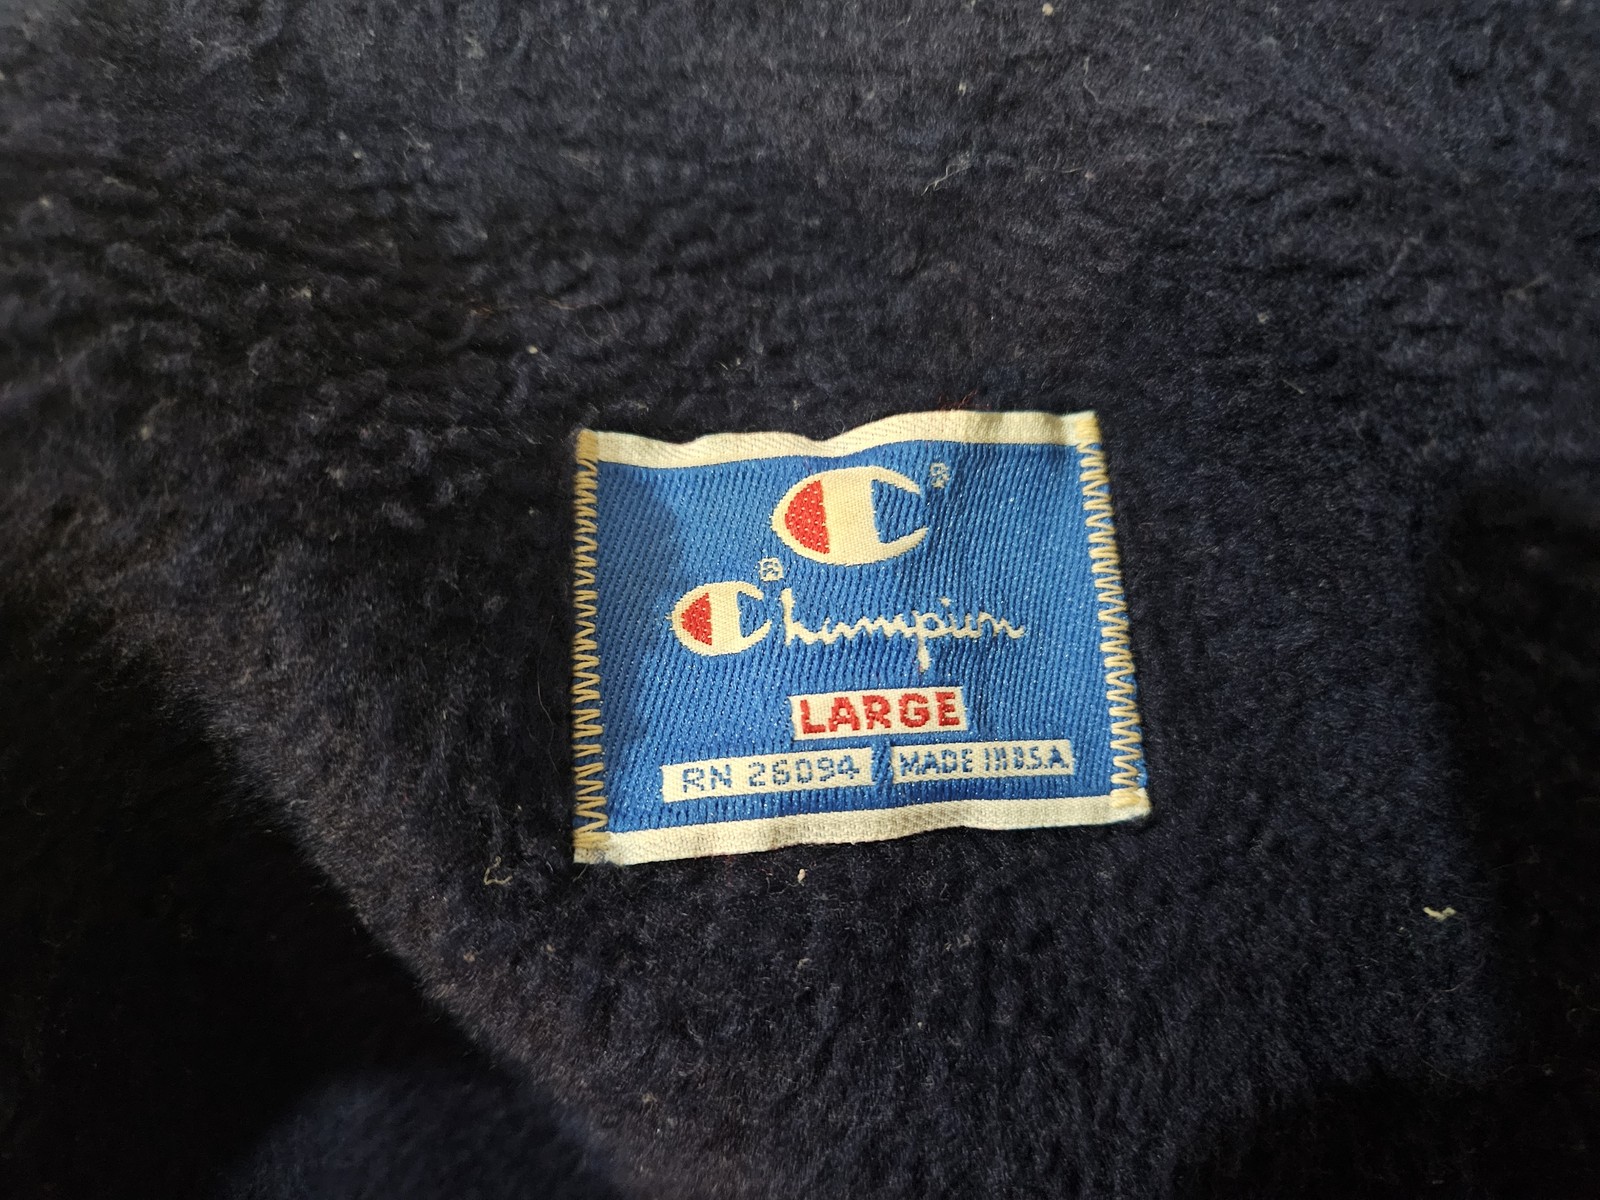 C®
Champion®
LARGE
RN 26094 / MADE IN U.S.A.